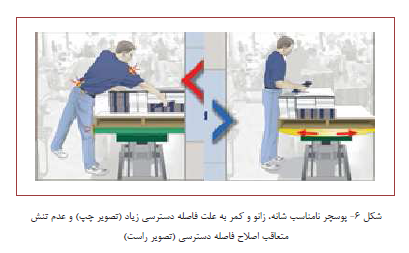 شکل ۶- پوسچر نامناسب شانه، زانو و کمر به علت فاصله دسترسی زیاد (تصویر چپ) و عدم تنش
متعاقب اصلاح فاصله دسترسی (تصویر راست)